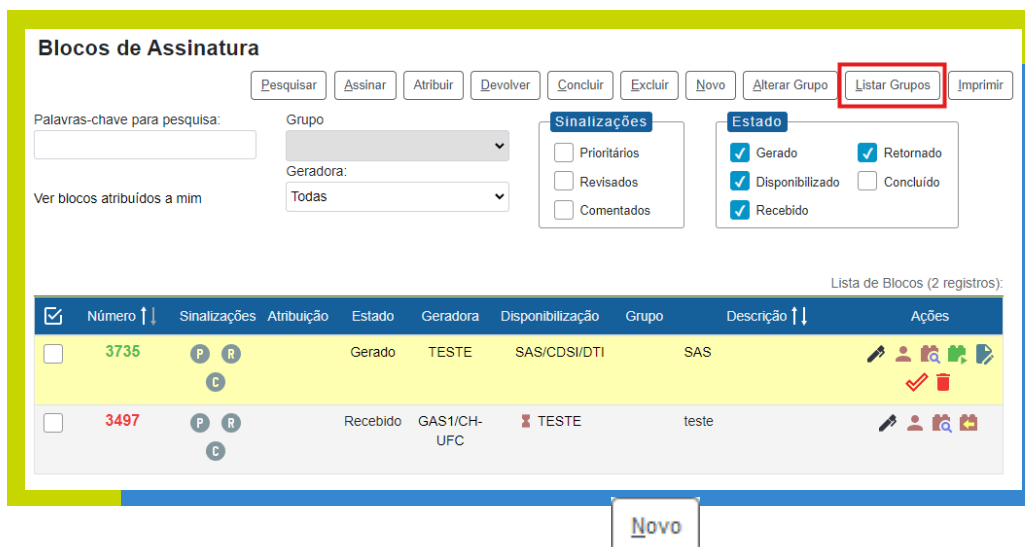 Blocos de Assinatura
Pesquisar Assinar Atribuir Devolver Concluir Excluir Novo Alterar Grupo Listar Grupos Imprimir
Palavras-chave para pesquisa:
Grupo
Geradora:
Todas
Ver blocos atribuídos a mim
Sinalizações
Prioritários
Revisados
Comentados
Estado
Gerado Retornado
Disponibilizado Concluído
Recebido
Lista de Blocos (2 registros):
Número Sinalizações Atribuição Estado Geradora Disponibilização Grupo Descrição Ações
3735 P R Gerado TESTE SAS/CDSI/DTI SAS
C
3497 P R Recebido GAS1/CH- TESTE teste
C UFC
Novo